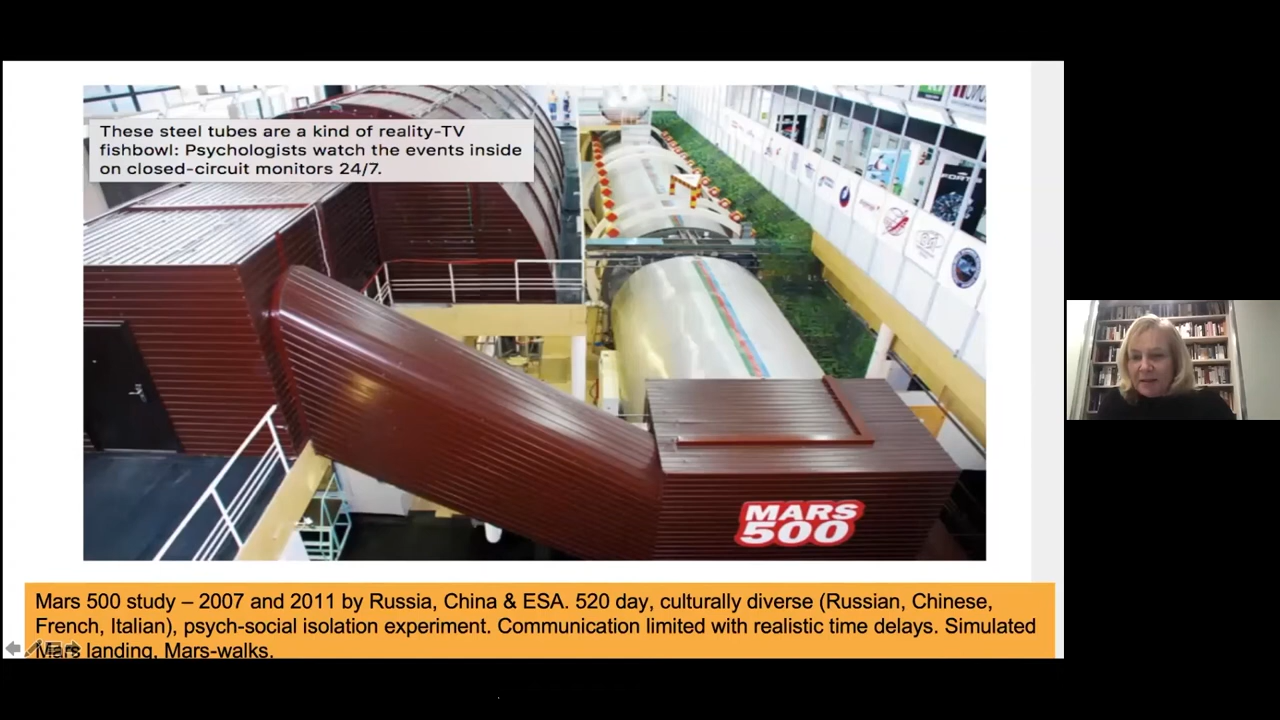 These steel tubes are a kind of reality-TV
fishbowl: Psychologists watch the events inside
on closed-circuit monitors 24/7.
MARS
500
Mars 500 study – 2007 and 2011 by Russia, China & ESA. 520 day, culturally diverse (Russian, Chinese,
French, Italian), psych-social isolation experiment. Communication limited with realistic time delays. Simulated
Mars landing, Mars-walks.